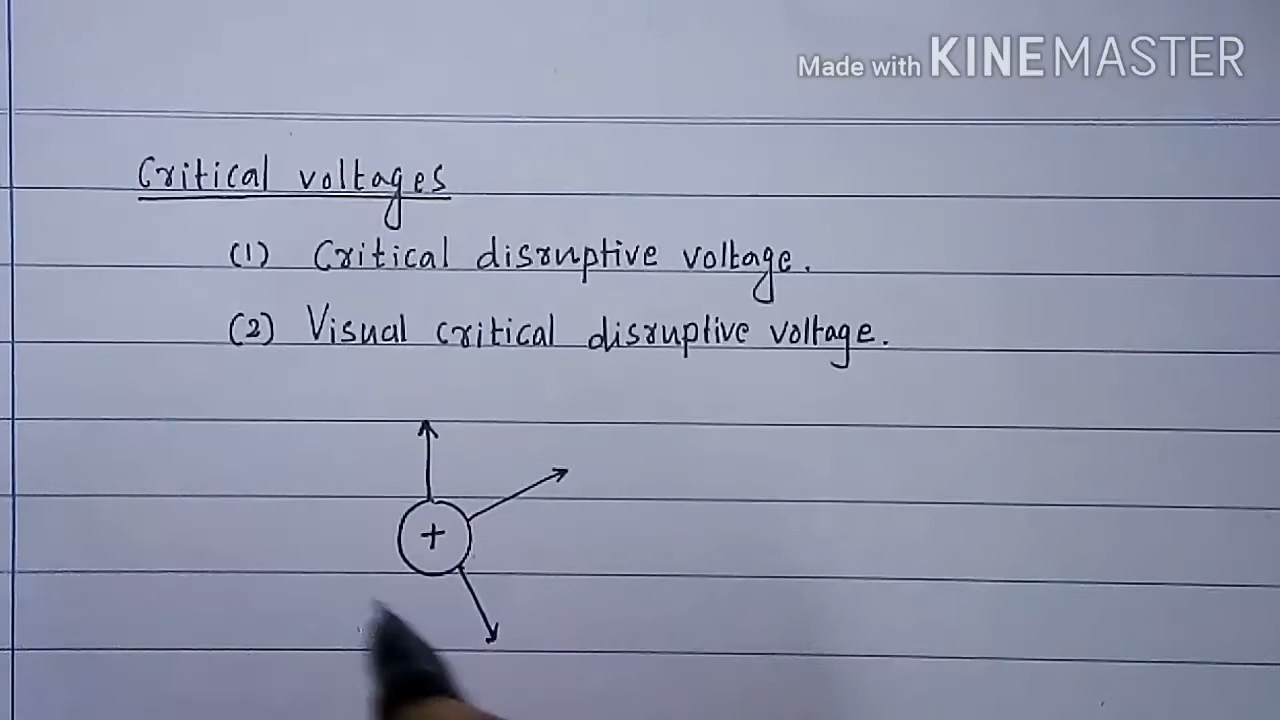 Made with KINEMASTER
Critical voltages
(1) Critical disruptive voltage.
(2) Visual critical disruptive voltage.
+